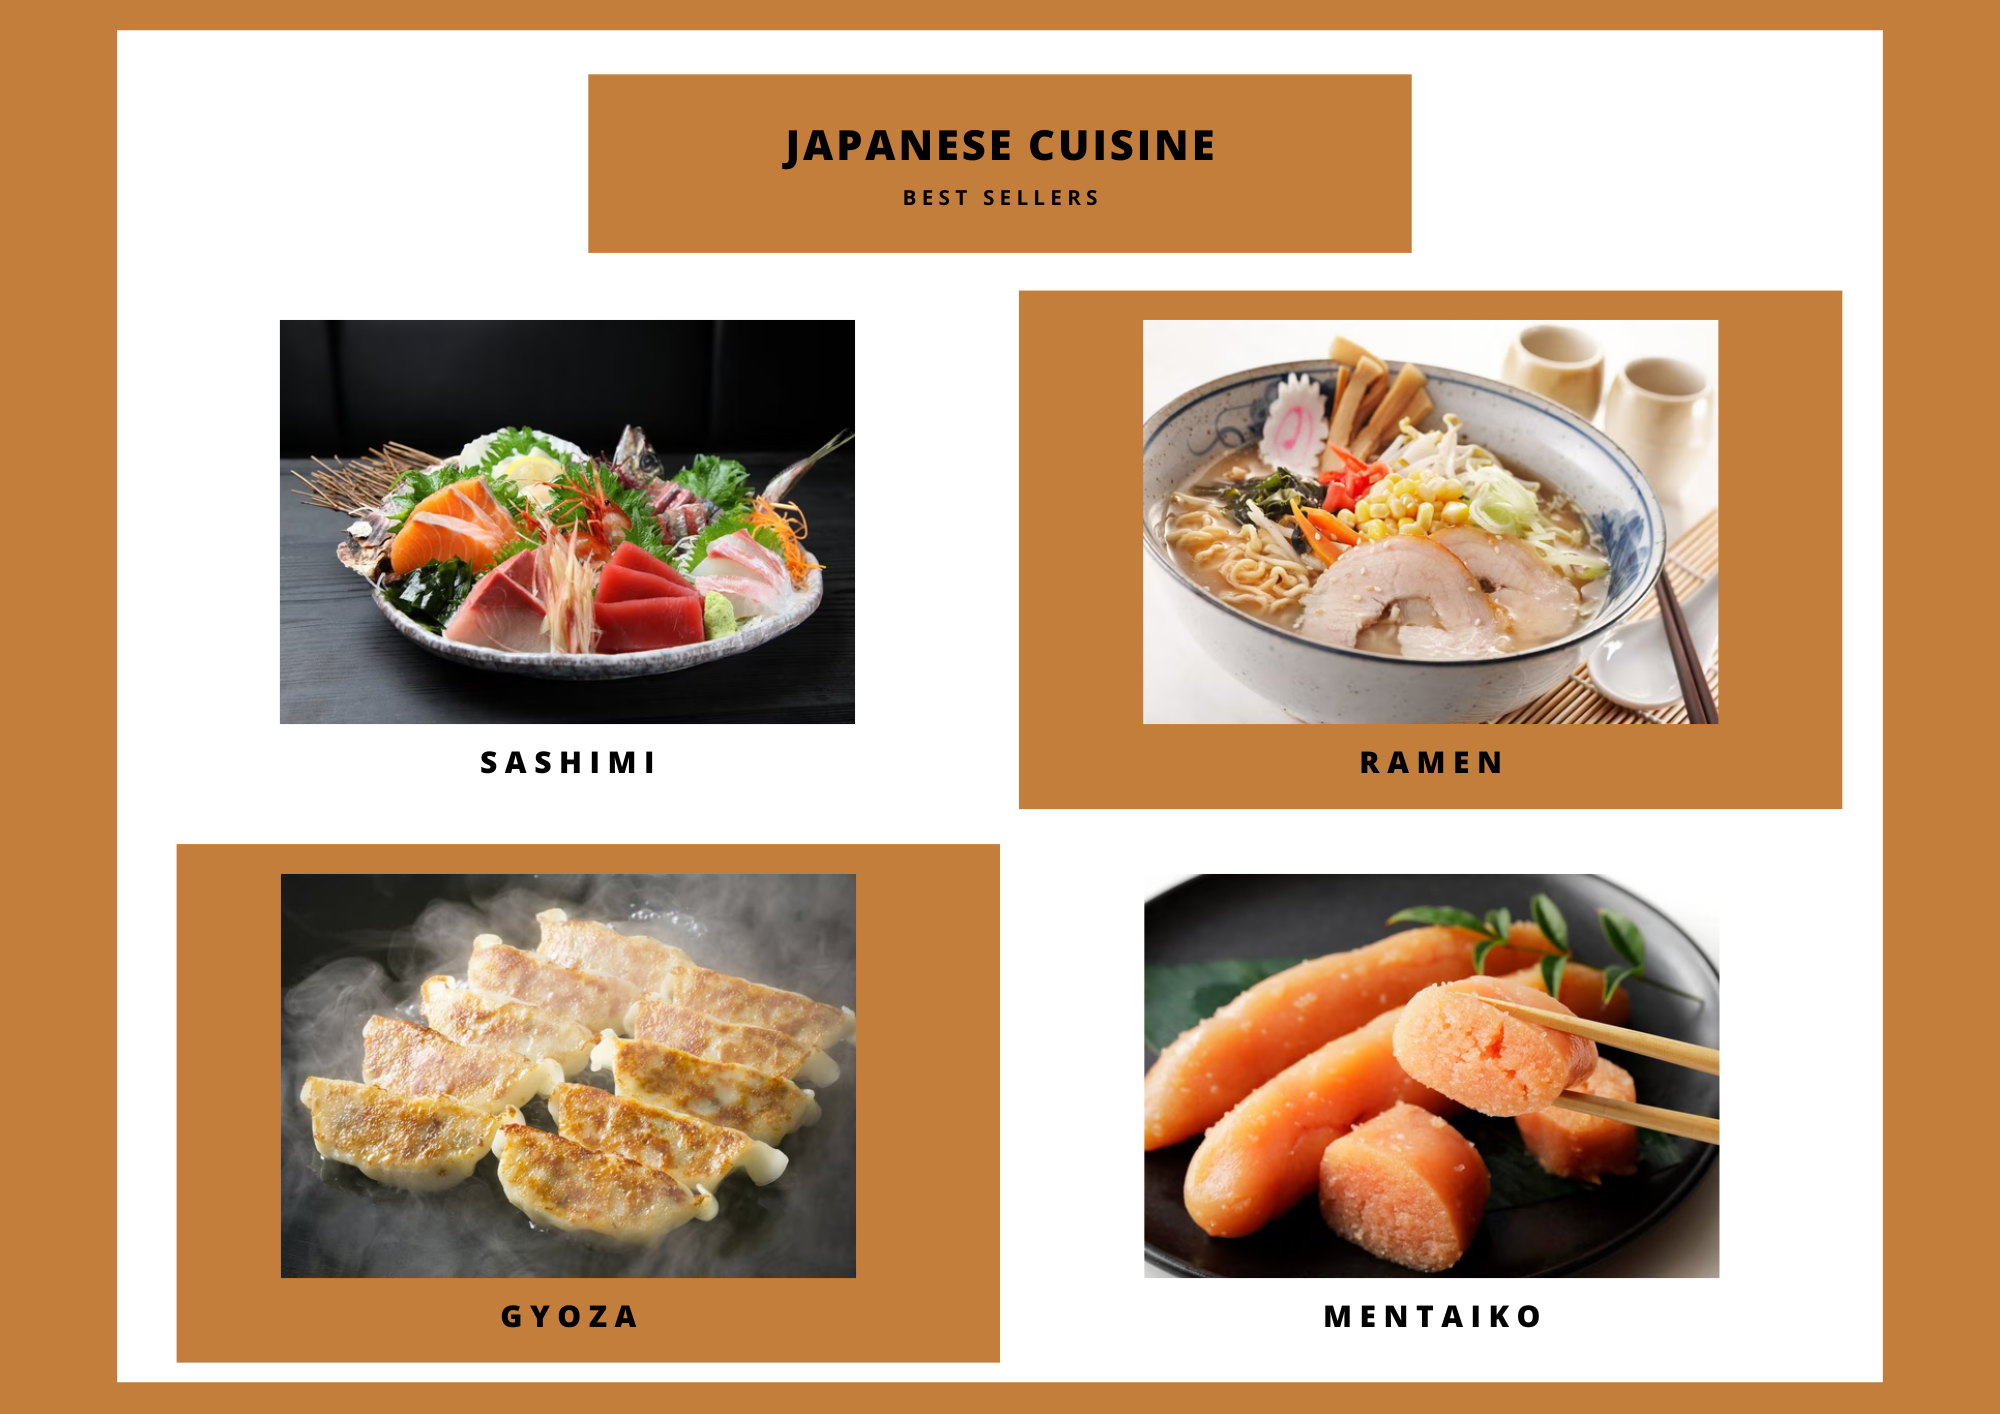 JAPANESE CUISINE
BEST SELLERS
SASHIMI
RAMEN
GYOZA
MENTAIKO